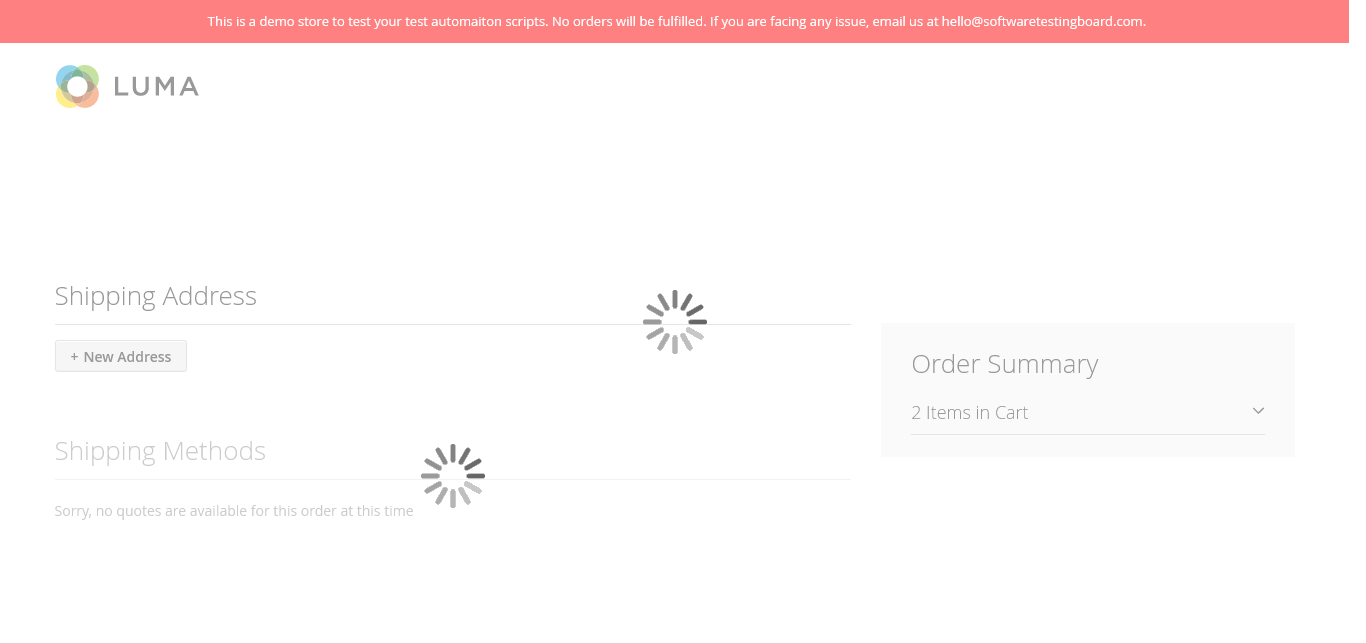 This is a demo store to test your test automaiton scripts. No orders will be fulfilled. If you are facing any issue, email us at hello@softwaretestingboard.com.
LUMA
Shipping Address
+ New Address
Order Summary
2 Items in Cart
Shipping Methods
Sorry, no quotes are available for this order at this time